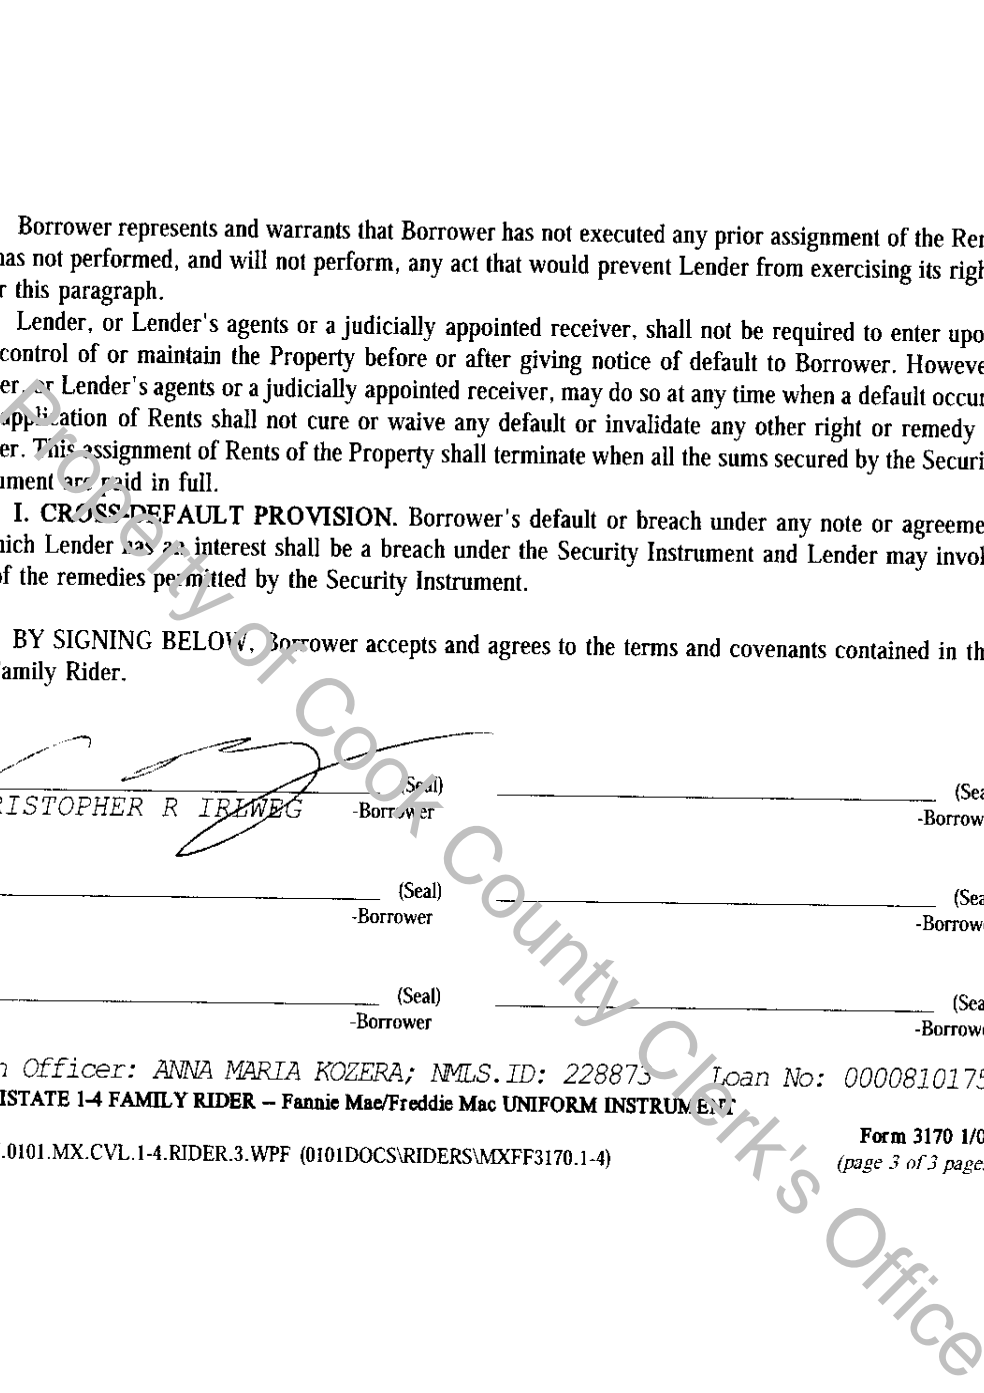 Borrower represents and warrants that Borrower has not executed any prior assignment of the Ren
has not performed, and will not perform, any act that would prevent Lender from exercising its righ
r this paragraph.
Lender, or Lender's agents or a judicially appointed receiver, shall not be required to enter upo
control of or maintain the Property before or after giving notice of default to Borrower. Howeve
er, or Lender's agents or a judicially appointed receiver, may do so at any time when a default occur
application of Rents shall not cure or waive any default or invalidate any other right or remedy
er. This assignment of Rents of the Property shall terminate when all the sums secured by the Securi
ument are paid in full.
I. CROSS-DEFAULT PROVISION. Borrower's default or breach under any note or agreeme
hich Lender has an interest shall be a breach under the Security Instrument and Lender may invok
of the remedies permitted by the Security Instrument.
BY SIGNING BELOW, Borrower accepts and agrees to the terms and covenants contained in th
Family Rider.
(Seal) (Sea
RISTOPHER R IRLWEG -Borrower -Borrow
(Seal) (Sea
-Borrower -Borrowe
(Seal) (Sea
-Borrower -Borrowe
n Officer: ANNA MARIA KOZERA; NMLS.ID: 228873 Loan No: 0000810175
ISTATE 1-4 FAMILY RIDER – Fannie Mae/Freddie Mac UNIFORM INSTRUMENT
Form 3170 1/0
.0101.MX.CVL.1-4.RIDER.3.WPF (0101DOCS\RIDERS\MXFF3170.1-4) (page 3 of 3 pages
Property of Cook County Clerk's Office